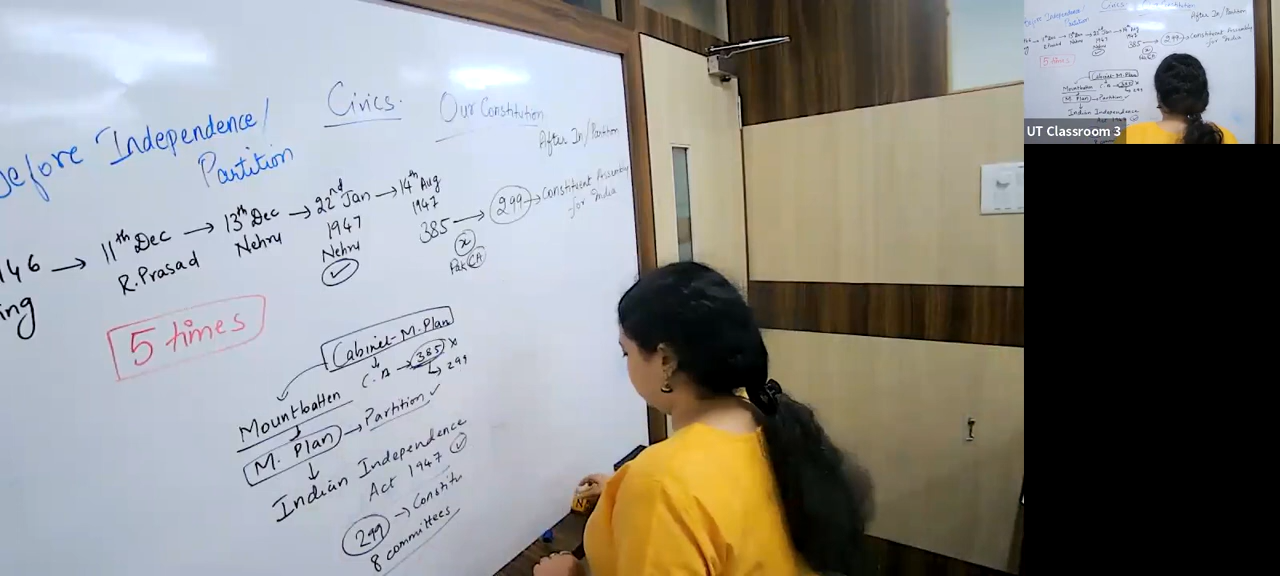 Civics.
Our Constitution
Before Independence/
Partition
After In/Partition
146 → 11th Dec → 13th Dec → 22nd Jan → 14th Aug
ing
R.Prasad
Nehru
1947
Nehru
1947
385 → 299 → Constituent Assembly
for India
x
Pak CA
5 times
Cabinet-M.Plan
C.A → 385 x
↳ 299
Mountbatten
M. Plan → Partition ✓
Indian Independence
Act 1947 ✓
299 → Constitu
8 committees
UT Classroom 3